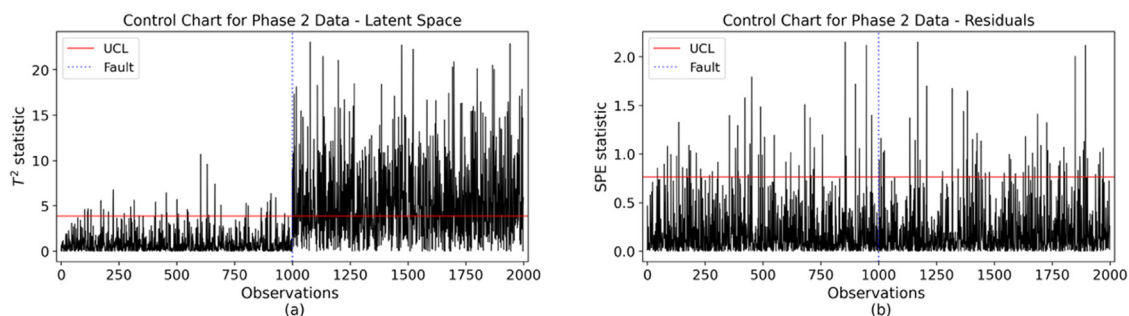 Control Chart for Phase 2 Data - Latent Space
UCL
Fault
T² statistic
20
15
10
5
0
0 250 500 750 1000 1250 1500 1750 2000
Observations
(a)
Control Chart for Phase 2 Data - Residuals
UCL
Fault
SPE statistic
2.0
1.5
1.0
0.5
0.0
0 250 500 750 1000 1250 1500 1750 2000
Observations
(b)